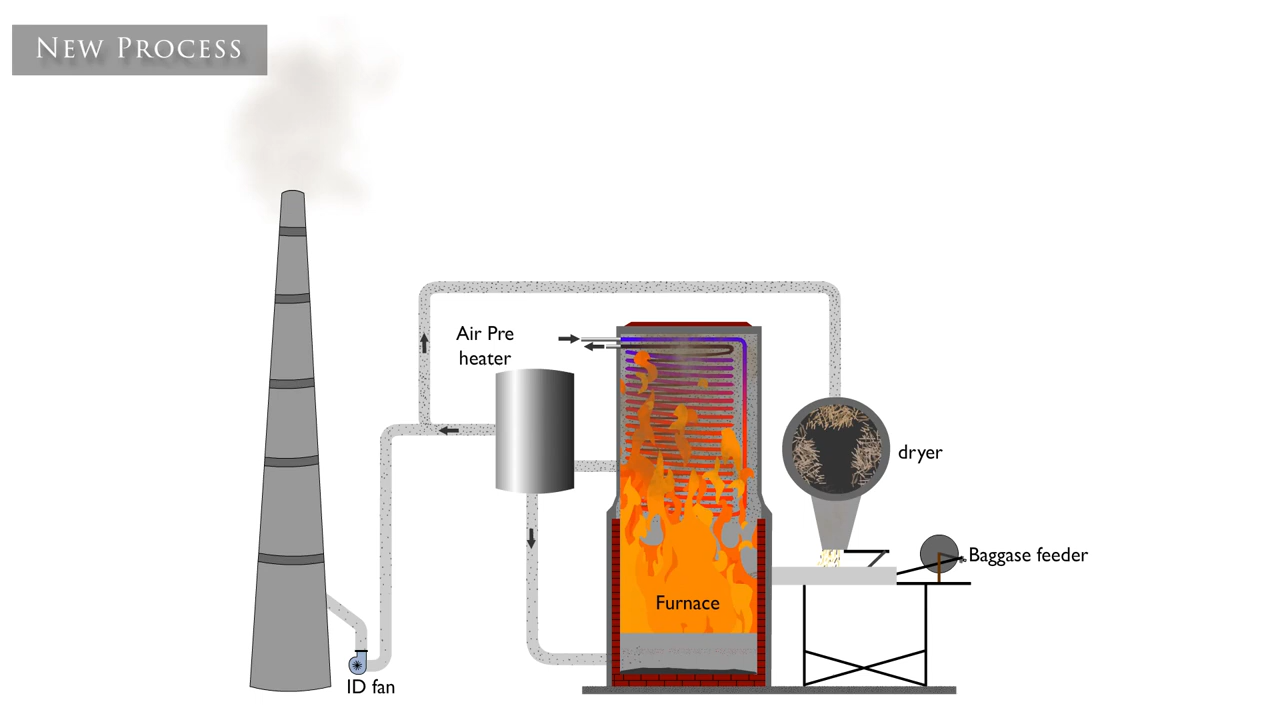 New Process
Air Pre
heater
dryer
Baggase feeder
Furnace
ID fan